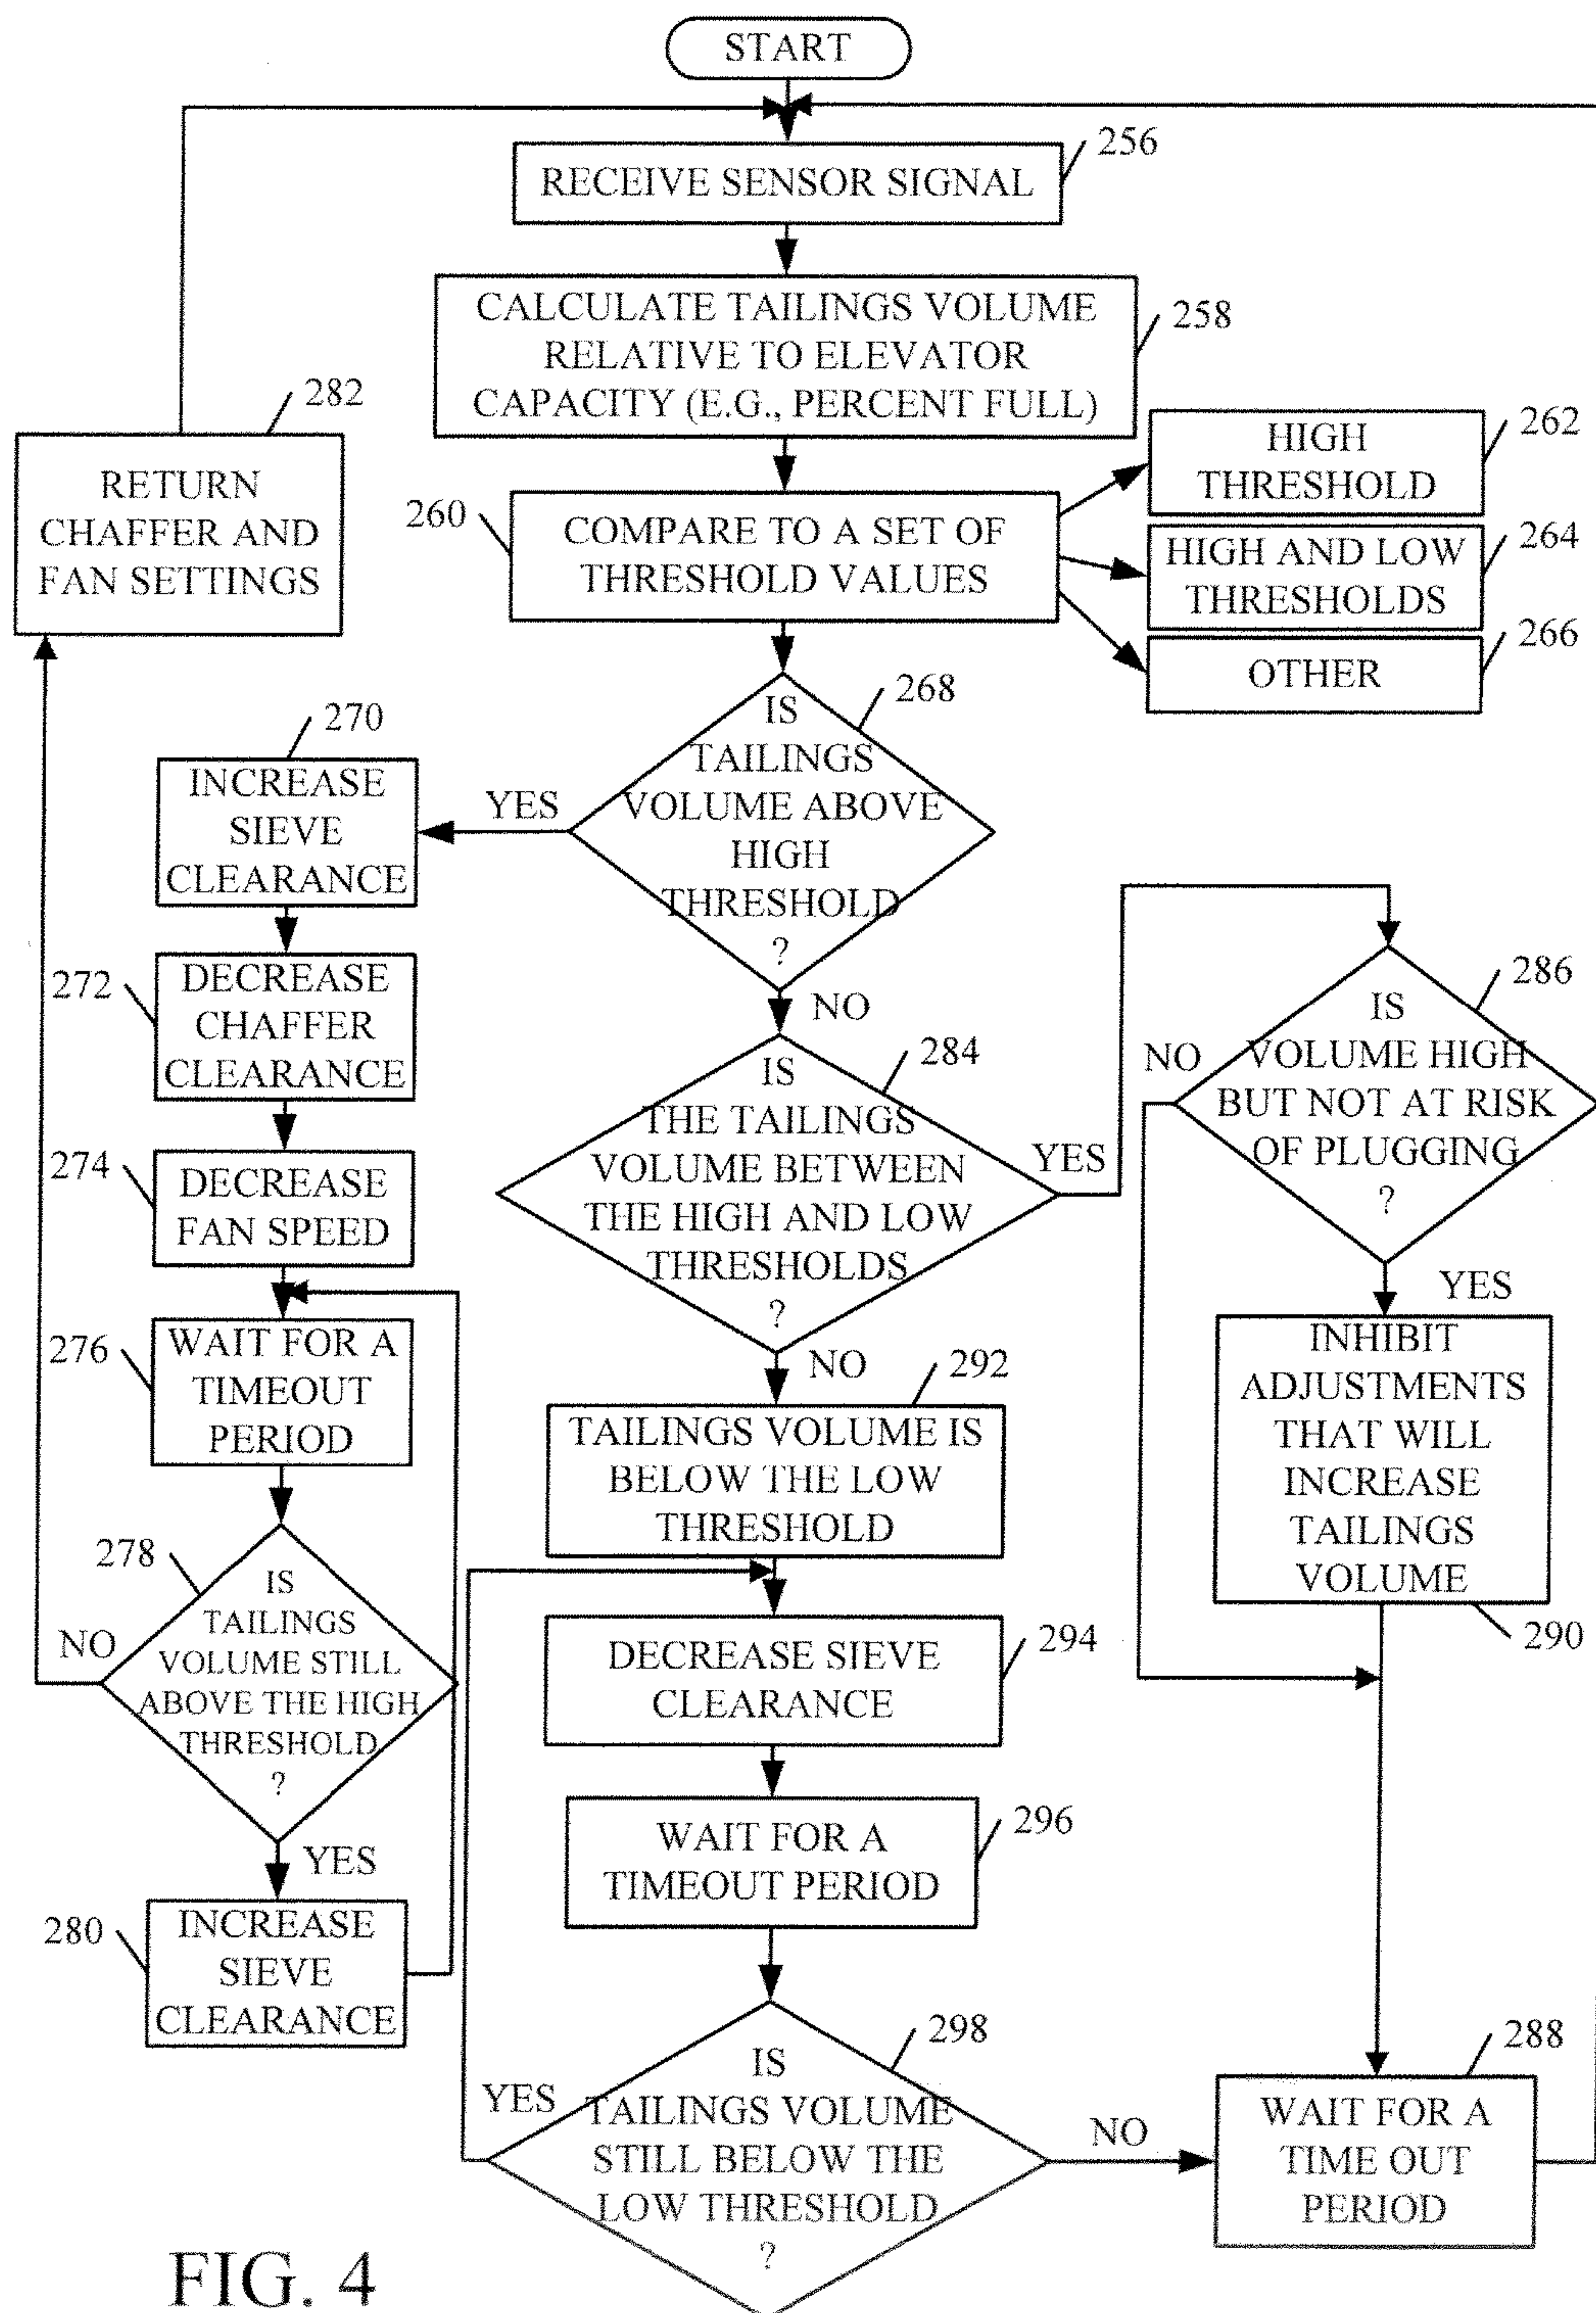 START
RECEIVE SENSOR SIGNAL
256
CALCULATE TAILINGS VOLUME
RELATIVE TO ELEVATOR
CAPACITY (E.G., PERCENT FULL)
258
282
RETURN
CHAFFER AND
FAN SETTINGS
260
COMPARE TO A SET OF
THRESHOLD VALUES
HIGH
THRESHOLD
262
HIGH AND LOW
THRESHOLDS
264
OTHER
266
IS
TAILINGS
VOLUME ABOVE
HIGH
THRESHOLD
?
268
YES
NO
270
INCREASE
SIEVE
CLEARANCE
272
DECREASE
CHAFFER
CLEARANCE
274
DECREASE
FAN SPEED
276
WAIT FOR A
TIMEOUT
PERIOD
278
IS
TAILINGS
VOLUME STILL
ABOVE THE HIGH
THRESHOLD
?
NO
YES
280
INCREASE
SIEVE
CLEARANCE
IS
THE TAILINGS
VOLUME BETWEEN
THE HIGH AND LOW
THRESHOLDS
?
284
YES
NO
286
IS
VOLUME HIGH
BUT NOT AT RISK
OF PLUGGING
?
NO
YES
INHIBIT
ADJUSTMENTS
THAT WILL
INCREASE
TAILINGS
VOLUME
290
292
TAILINGS VOLUME IS
BELOW THE LOW
THRESHOLD
DECREASE SIEVE
CLEARANCE
294
WAIT FOR A
TIMEOUT PERIOD
296
IS
TAILINGS VOLUME
STILL BELOW THE
LOW THRESHOLD
?
298
YES
NO
288
WAIT FOR A
TIME OUT
PERIOD
FIG. 4